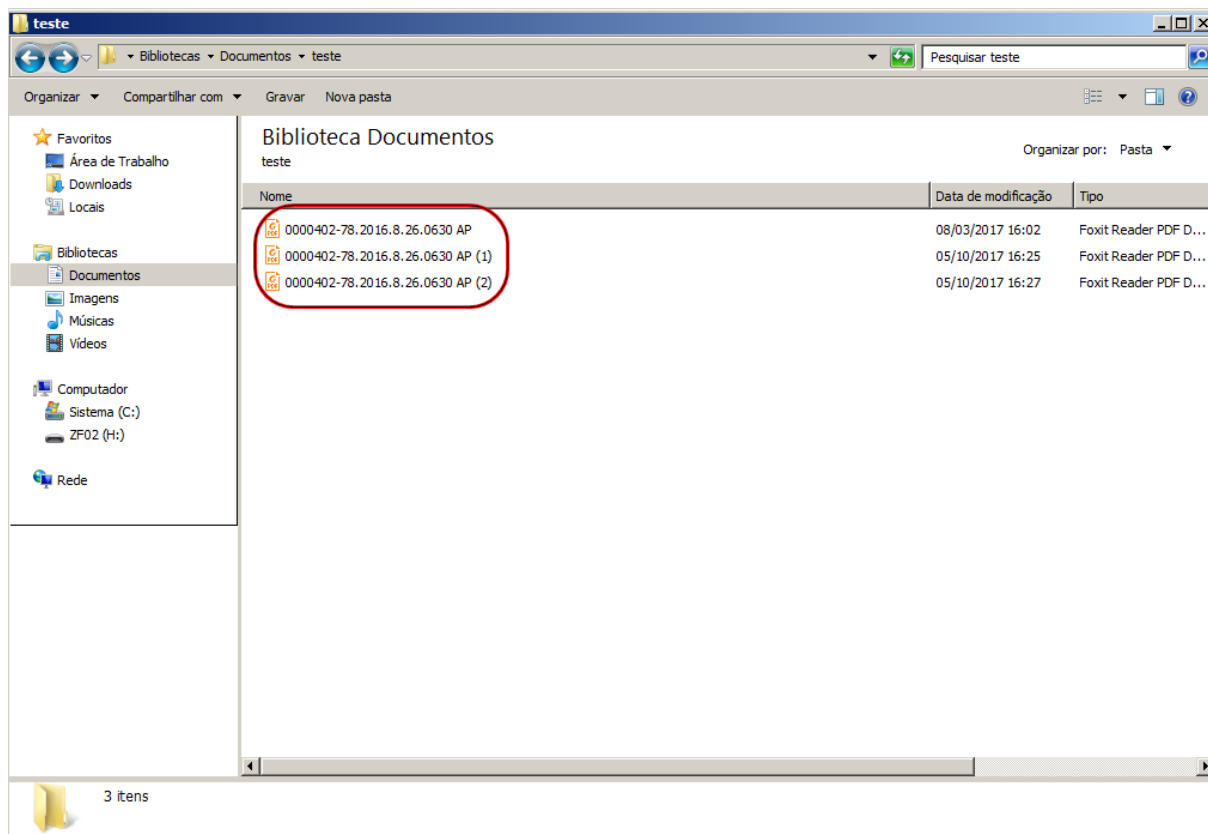 teste
Bibliotecas Documentos teste
Pesquisar teste
Organizar Compartilhar com Gravar Nova pasta
Favoritos
Área de Trabalho
Downloads
Locais
Bibliotecas
Documentos
Imagens
Músicas
Vídeos
Computador
Sistema (C:)
ZF02 (H:)
Rede
Biblioteca Documentos
teste
Organizar por: Pasta
Nome Data de modificação Tipo
0000402-78.2016.8.26.0630 AP 08/03/2017 16:02 Foxit Reader PDF D...
0000402-78.2016.8.26.0630 AP (1) 05/10/2017 16:25 Foxit Reader PDF D...
0000402-78.2016.8.26.0630 AP (2) 05/10/2017 16:27 Foxit Reader PDF D...
3 itens